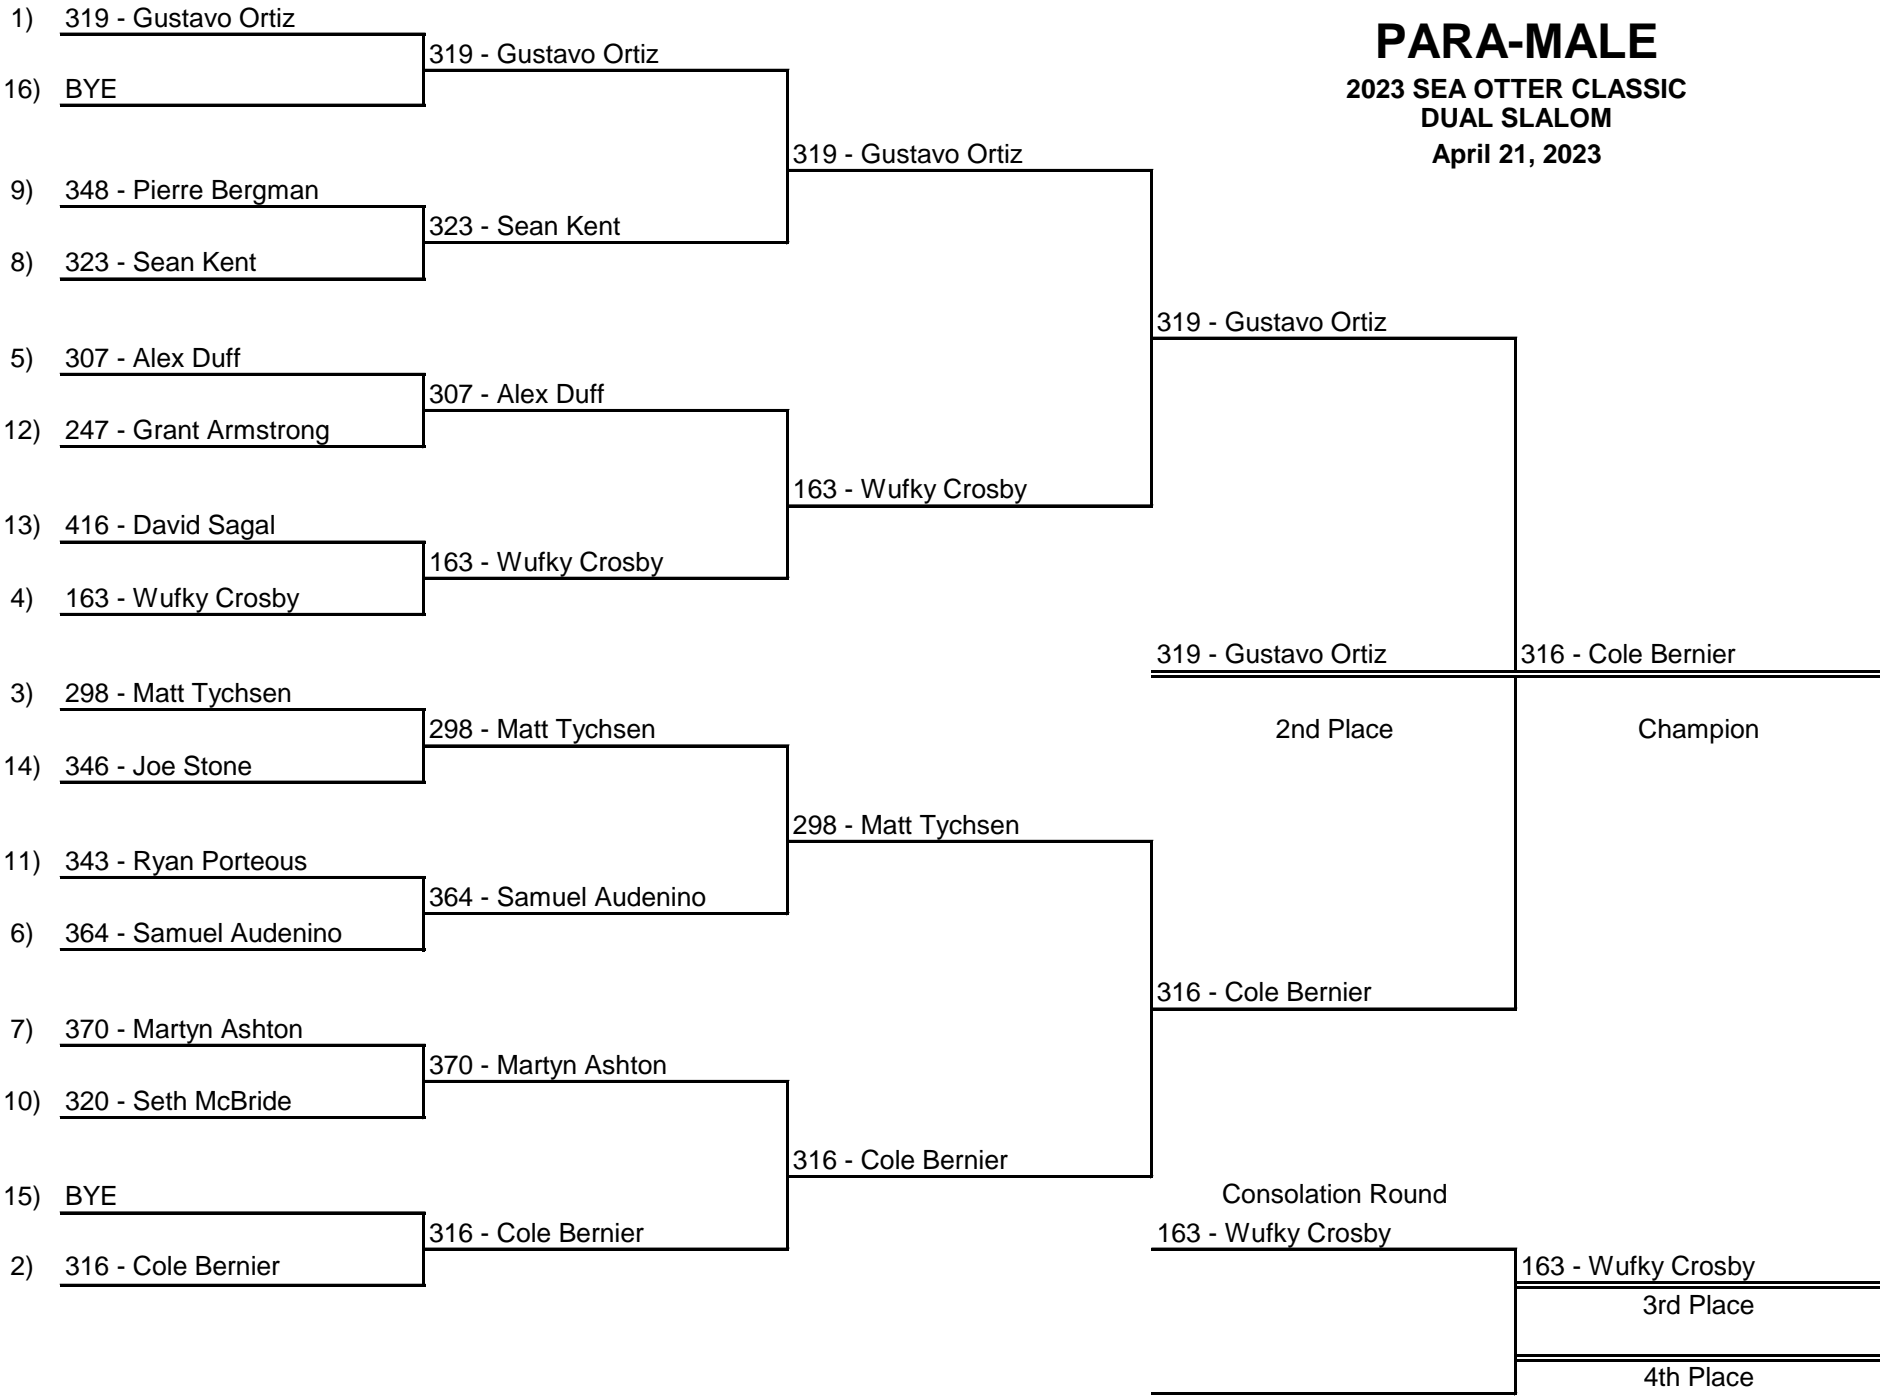 PARA-MALE
2023 SEA OTTER CLASSIC
DUAL SLALOM
April 21, 2023
1) 319 - Gustavo Ortiz
319 - Gustavo Ortiz
16) BYE
319 - Gustavo Ortiz
9) 348 - Pierre Bergman
323 - Sean Kent
8) 323 - Sean Kent
319 - Gustavo Ortiz
5) 307 - Alex Duff
307 - Alex Duff
12) 247 - Grant Armstrong
163 - Wufky Crosby
13) 416 - David Sagal
163 - Wufky Crosby
4) 163 - Wufky Crosby
319 - Gustavo Ortiz
316 - Cole Bernier
2nd Place
Champion
3) 298 - Matt Tychsen
298 - Matt Tychsen
14) 346 - Joe Stone
298 - Matt Tychsen
11) 343 - Ryan Porteous
364 - Samuel Audenino
6) 364 - Samuel Audenino
316 - Cole Bernier
7) 370 - Martyn Ashton
370 - Martyn Ashton
10) 320 - Seth McBride
316 - Cole Bernier
15) BYE
316 - Cole Bernier
2) 316 - Cole Bernier
Consolation Round
163 - Wufky Crosby
163 - Wufky Crosby
3rd Place
4th Place